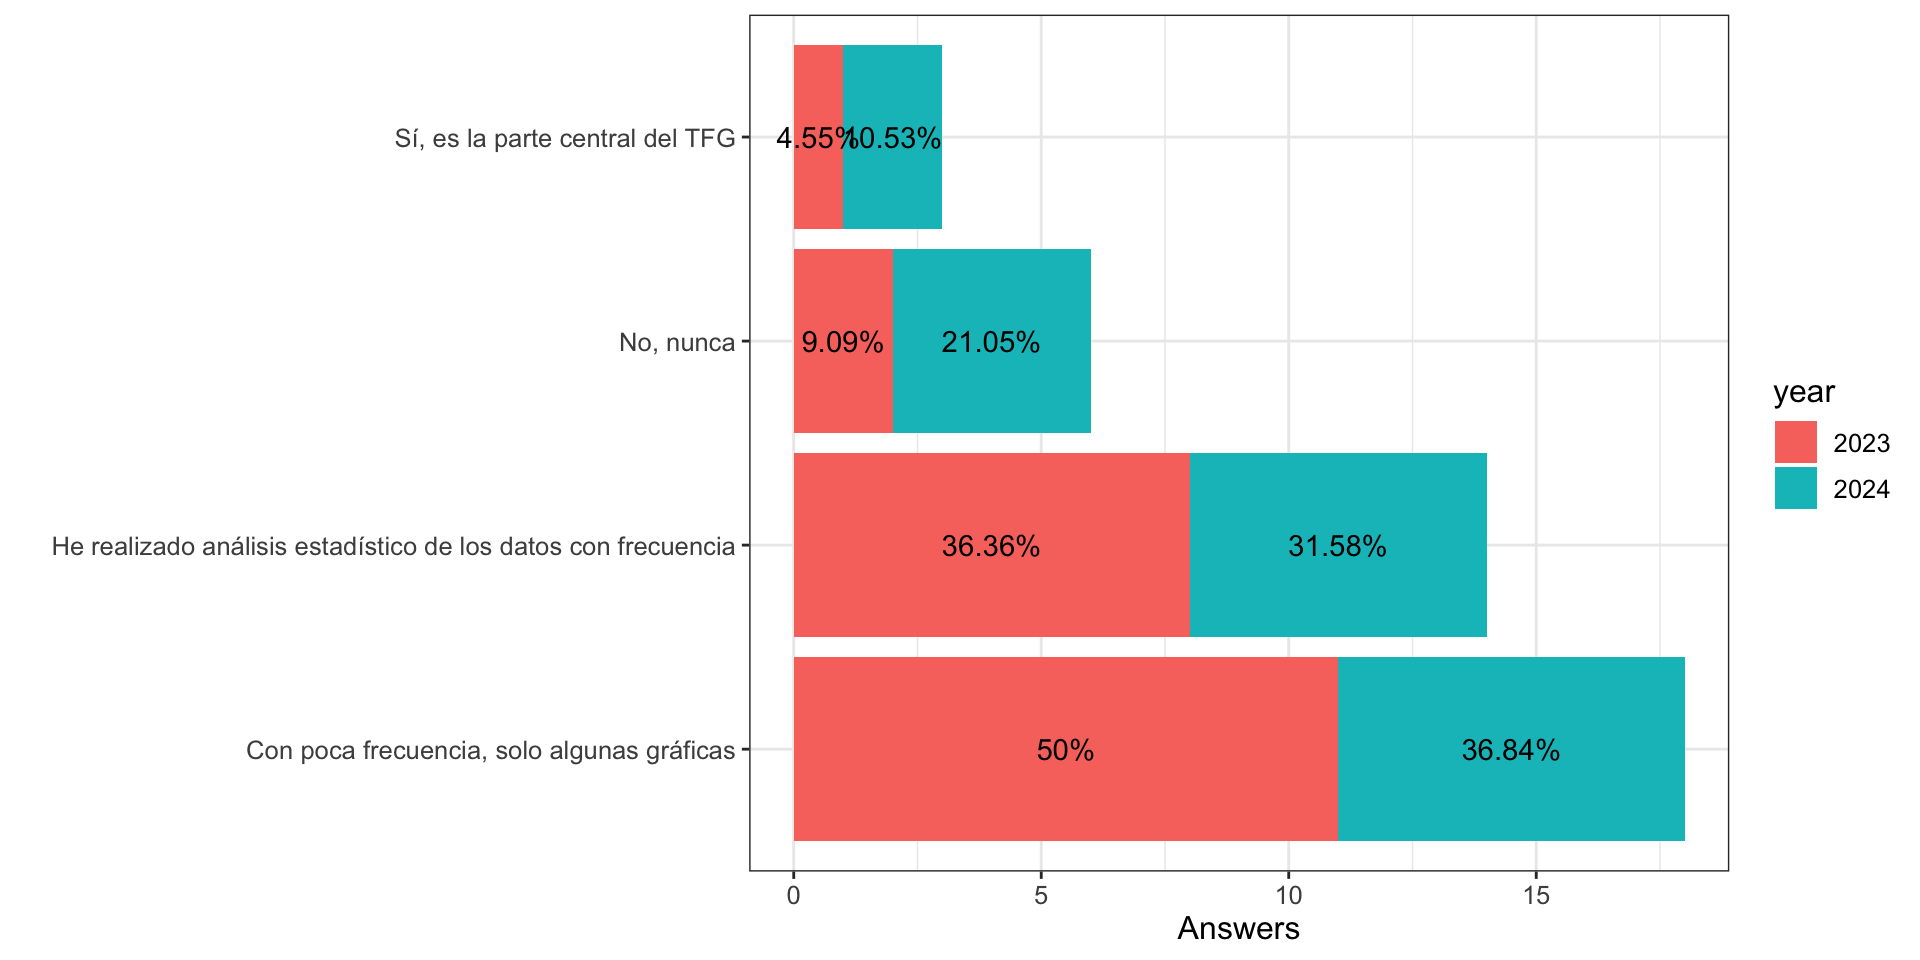 Sí, es la parte central del TFG
4.55%
10.53%
No, nunca
9.09%
21.05%
He realizado análisis estadístico de los datos con frecuencia
36.36%
31.58%
Con poca frecuencia, solo algunas gráficas
50%
36.84%
0
5
10
15
Answers
year
2023
2024